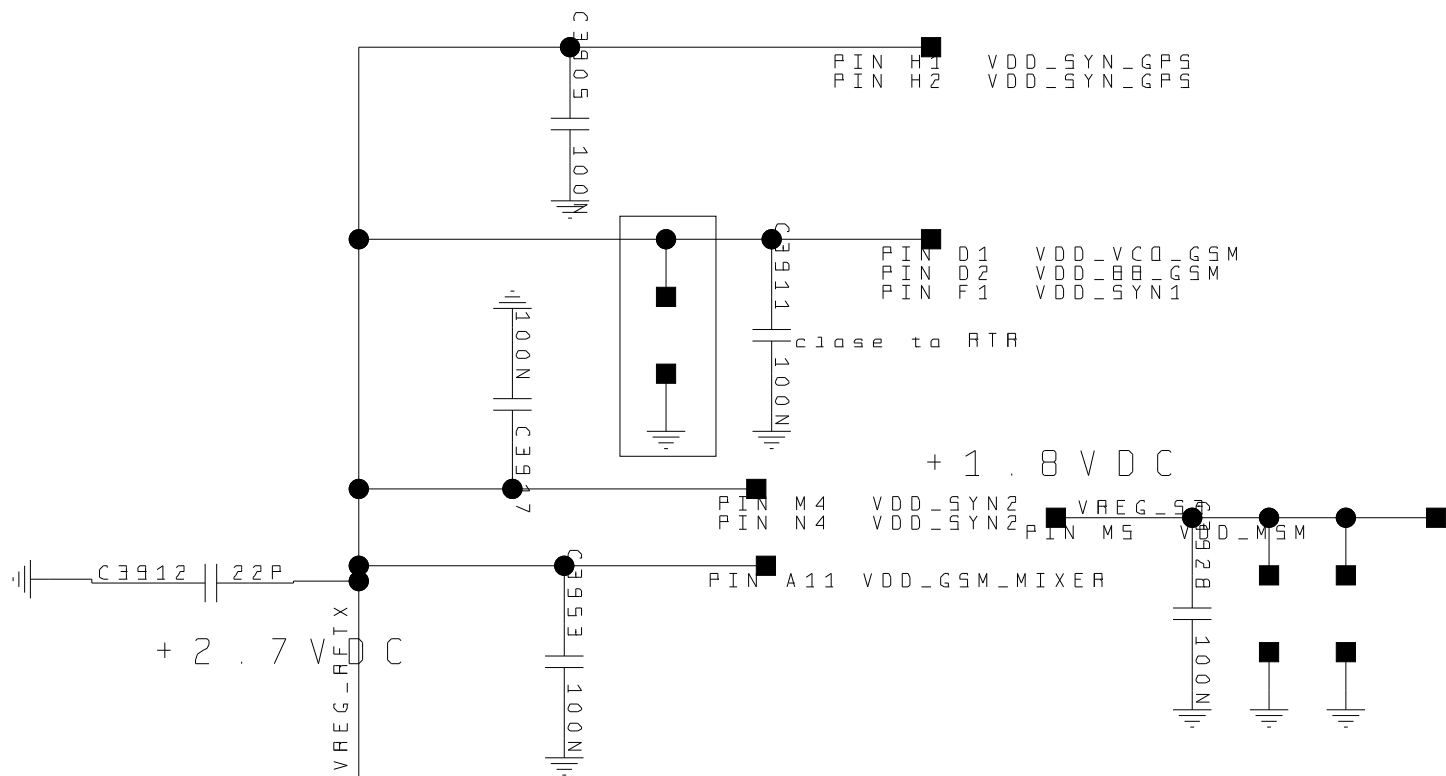 C3905
100N
PIN H1 VDD_SYN_GPS
PIN H2 VDD_SYN_GPS
C3911
100N
PIN D1 VDD_VCO_GSM
PIN D2 VDD_BB_GSM
PIN F1 VDD_SYN1
close to RTR
100N
C3917
+1.8VDC
PIN M4 VDD_SYN2
PIN N4 VDD_SYN2
VREG_S3
PIN M5 VDD_MSM
C3928
100N
C3912 22P
PIN A11 VDD_GSM_MIXER
100N
+2.7VDC
VREG_RFTX